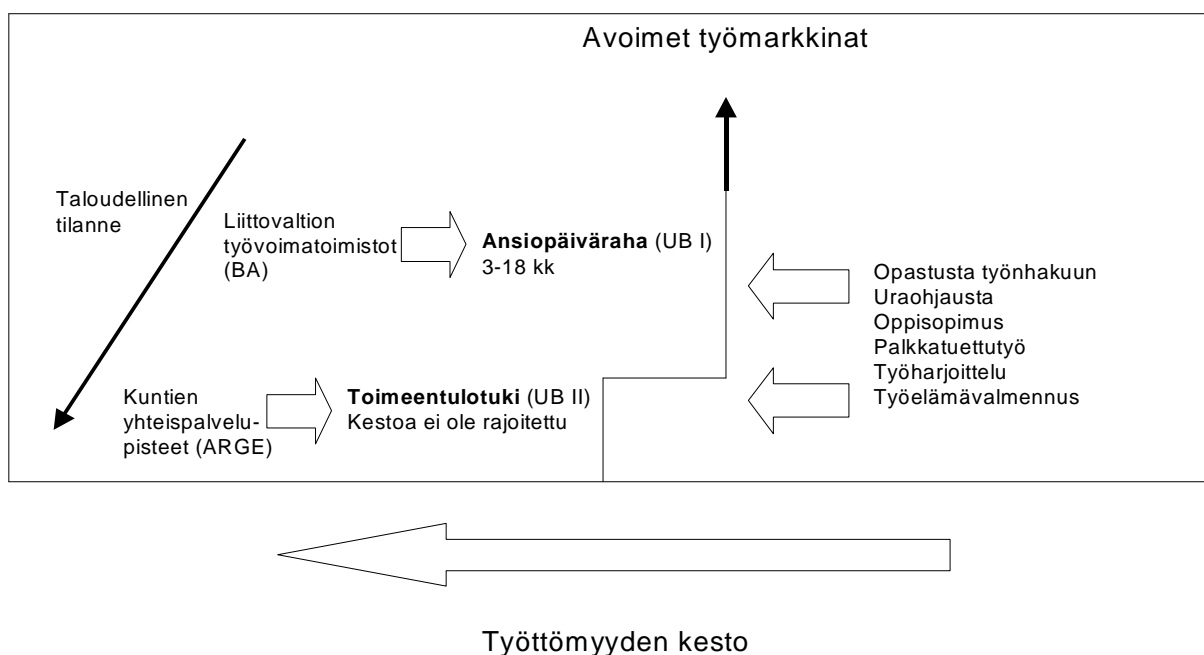 Avoimet työmarkkinat
Taloudellinen
tilanne
Liittovaltion
työvoimatoimistot
(BA)
Ansiopäiväraha (UB I)
3-18 kk
Opastusta työnhakuun
Uraohjausta
Oppisopimus
Palkkatuettutyö
Työharjoittelu
Työelämävalmennus
Kuntien
yhteispalvelu-
pisteet (ARGE)
Toimeentulotuki (UB II)
Kestoa ei ole rajoitettu
Työttömyyden kesto